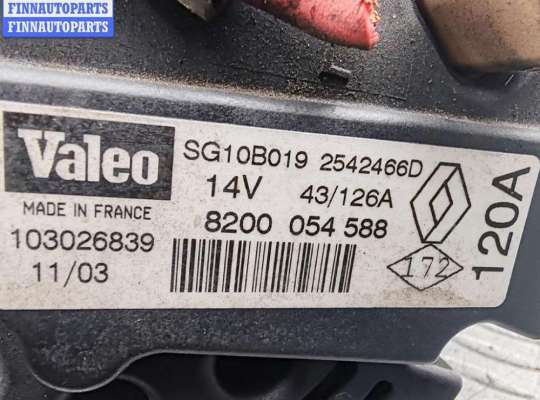 FINNAUTOPARTS
FINNAUTOPARTS
Valeo
MADE IN FRANCE
103026839
11/03
SG10B019 2542466D
14V 43/126A
8200 054 588
172
120A